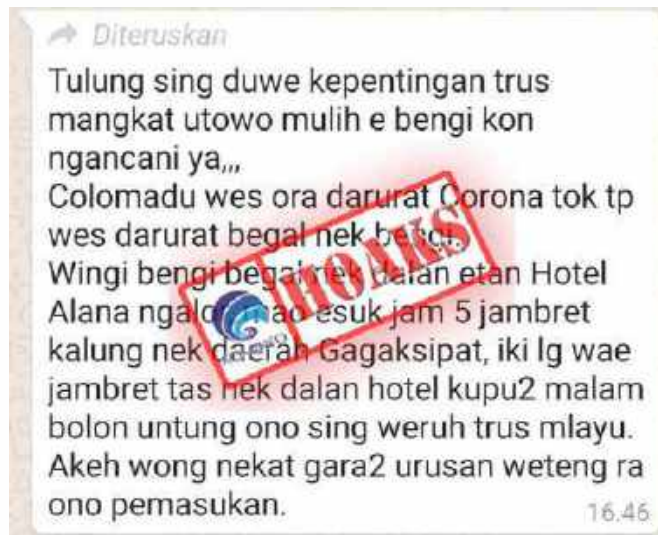 Diteruskan
Tulung sing duwe kepentingan trus
mangkat utowo mulih e bengi kon
ngancani ya,,,
Colomadu wes ora darurat Corona tok tp
wes darurat begal nek bengi.
Wingi bengi begal nek dalan etan Hotel
Alana ngalor, esuk jam 5 jambret
kalung nek daerah Gagaksipat, iki lg wae
jambret tas nek dalan hotel kupu2 malam
bolon untung ono sing weruh trus mlayu.
Akeh wong nekat gara2 urusan weteng ra
ono pemasukan.
16.46
HOAKS